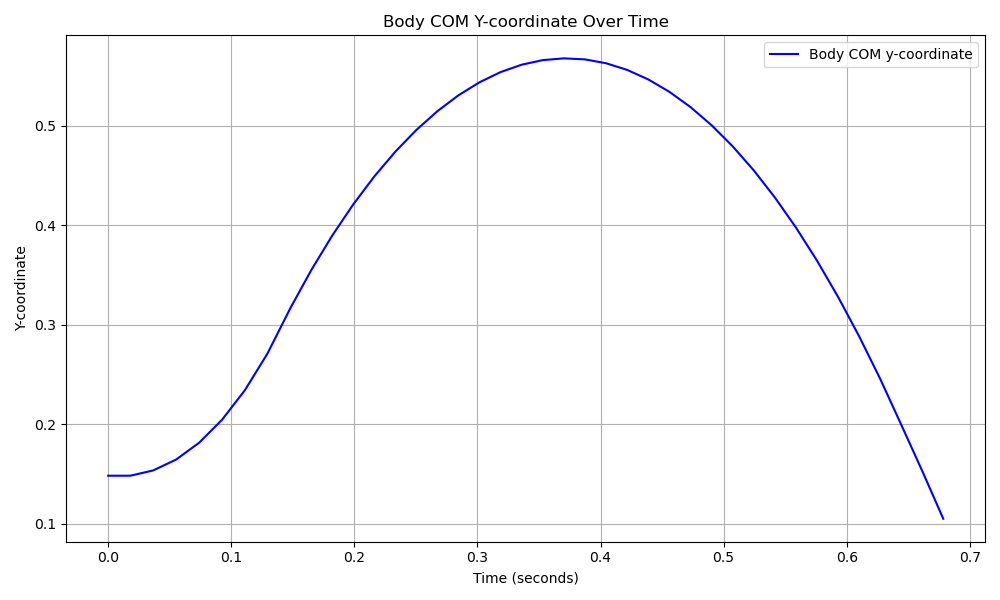 Body COM Y-coordinate Over Time
Body COM y-coordinate
Y-coordinate
0.5
0.4
0.3
0.2
0.1
0.0 0.1 0.2 0.3 0.4 0.5 0.6 0.7
Time (seconds)